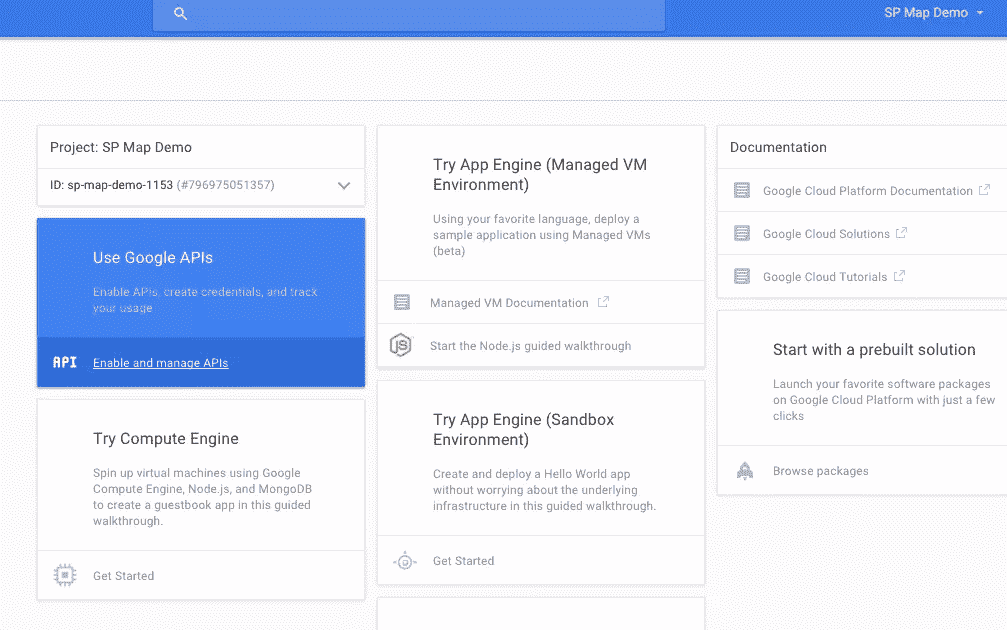 SP Map Demo
Project: SP Map Demo
ID: sp-map-demo-1153 (#796975051357)
Use Google APIs
Enable APIs, create credentials, and track
your usage
API
Enable and manage APIs
Try Compute Engine
Spin up virtual machines using Google
Compute Engine, Node.js, and MongoDB
to create a guestbook app in this guided
walkthrough.
Get Started
Try App Engine (Managed VM
Environment)
Using your favorite language, deploy a
sample application using Managed VMs
(beta)
Managed VM Documentation
JS
Start the Node.js guided walkthrough
Try App Engine (Sandbox
Environment)
Create and deploy a Hello World app
without worrying about the underlying
infrastructure in this guided walkthrough.
Get Started
Documentation
Google Cloud Platform Documentation
Google Cloud Solutions
Google Cloud Tutorials
Start with a prebuilt solution
Launch your favorite software packages
on Google Cloud Platform with just a few
clicks
Browse packages